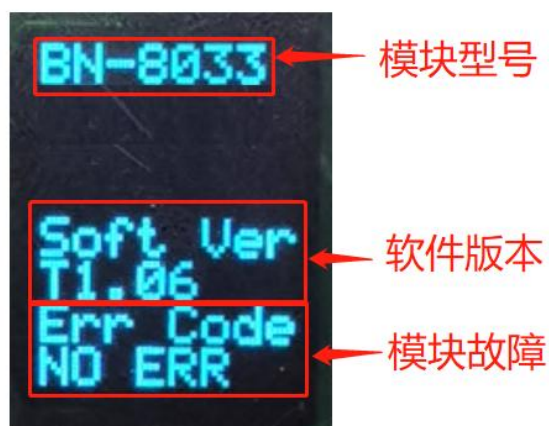 BN-8033
模块型号
Soft Ver
T1.06
软件版本
Err Code
NO ERR
模块故障